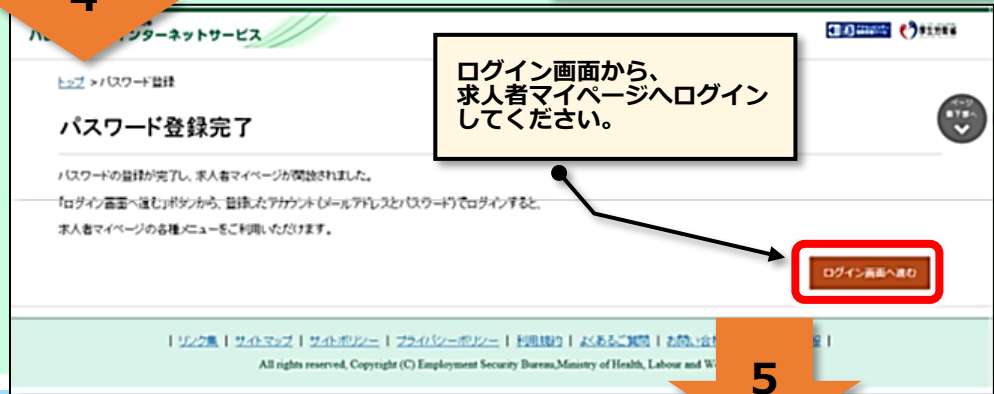 4
ターネットサービス
トップ > パスワード登録
ログイン画面から、
求人者マイページへログイン
してください。
パスワード登録完了
パスワードの登録が完了し、求人者マイページが開設されました。
「ログイン画面へ進む」ボタンから、登録したアカウント(メールアドレスとパスワード)でログインすると、
求人者マイページの各種メニューをご利用いただけます。
ログイン画面へ進む
| リンク集 | サイトマップ | サイトポリシー | プライバシーポリシー | 利用規約 | よくあるご質問 | お問い合
All rights reserved, Copyright (C) Employment Security Bureau,Ministry of Health, Labour and W
5